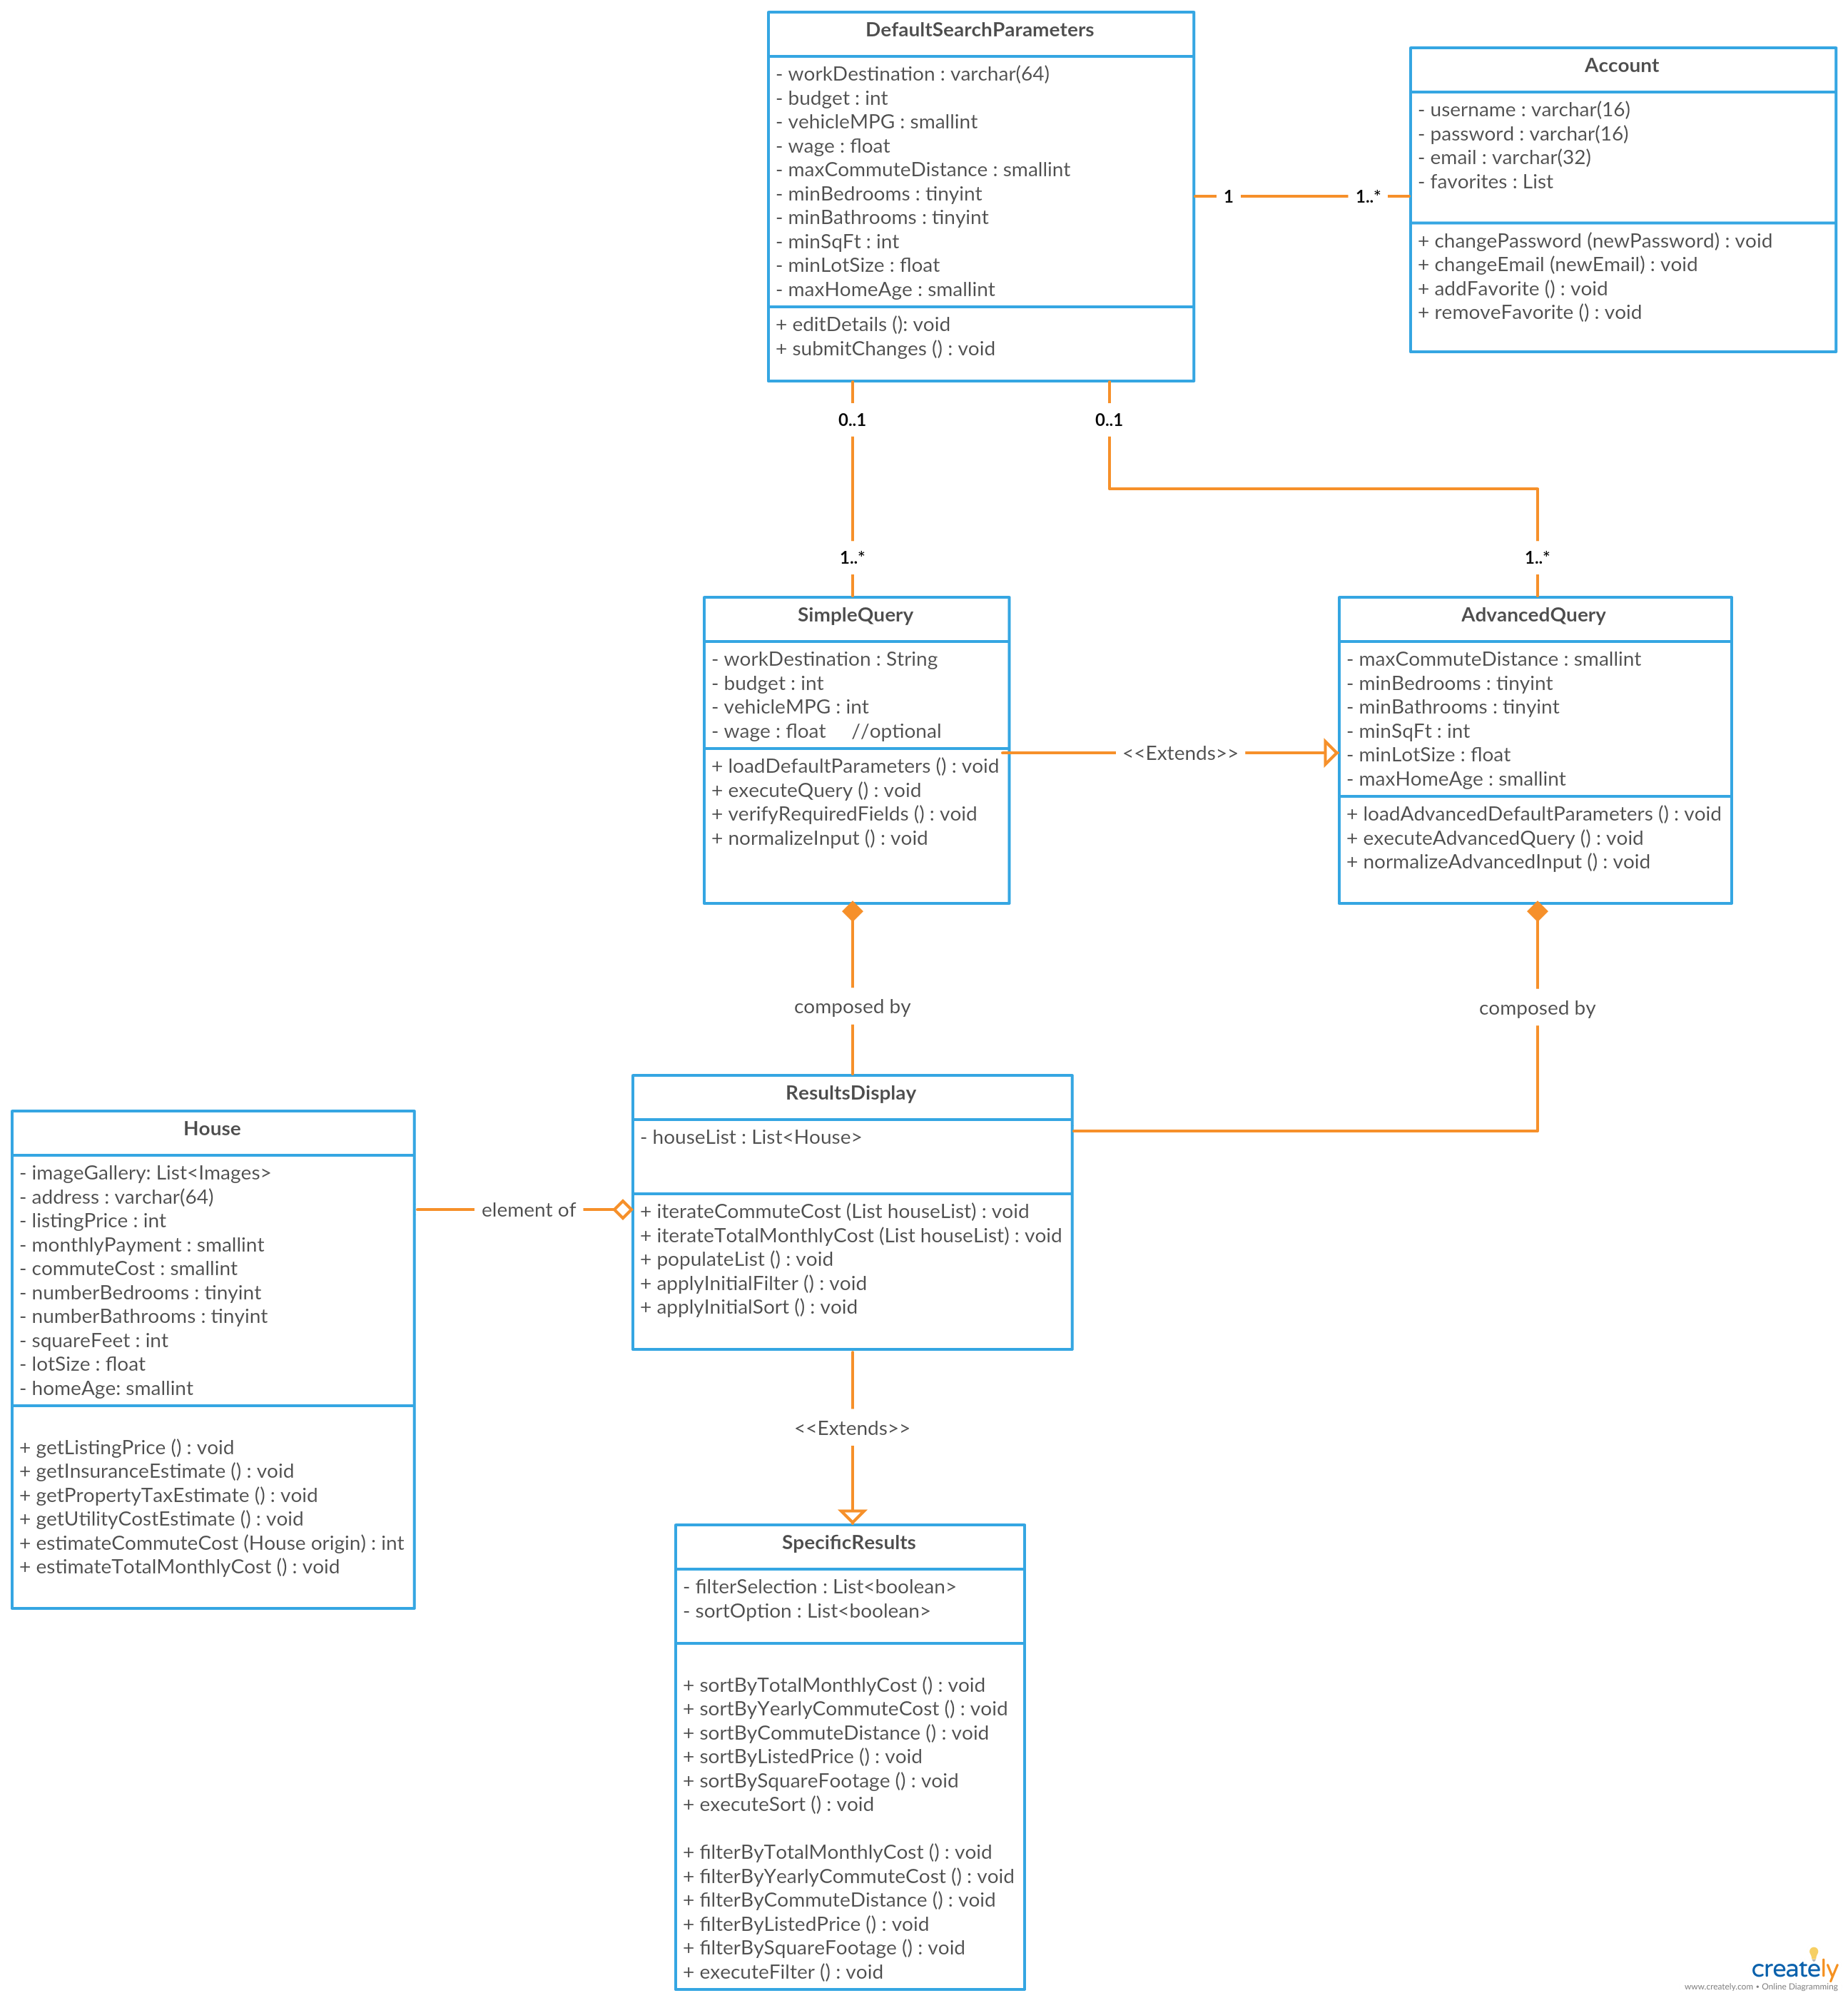 DefaultSearchParameters
- workDestination : varchar(64)
- budget : int
- vehicleMPG : smallint
- wage : float
- maxCommuteDistance : smallint
- minBedrooms : tinyint
- minBathrooms : tinyint
- minSqFt : int
- minLotSize : float
- maxHomeAge : smallint
+ editDetails (): void
+ submitChanges () : void
Account
- username : varchar(16)
- password : varchar(16)
- email : varchar(32)
- favorites : List
+ changePassword (newPassword) : void
+ changeEmail (newEmail) : void
+ addFavorite () : void
+ removeFavorite () : void
1
1..*
0..1
0..1
1..*
1..*
SimpleQuery
- workDestination : String
- budget : int
- vehicleMPG : int
- wage : float //optional
+ loadDefaultParameters () : void
+ executeQuery () : void
+ verifyRequiredFields () : void
+ normalizeInput () : void
<<Extends>>
AdvancedQuery
- maxCommuteDistance : smallint
- minBedrooms : tinyint
- minBathrooms : tinyint
- minSqFt : int
- minLotSize : float
- maxHomeAge : smallint
+ loadAdvancedDefaultParameters () : void
+ executeAdvancedQuery () : void
+ normalizeAdvancedInput () : void
composed by
composed by
House
- imageGallery: List<Images>
- address : varchar(64)
- listingPrice : int
- monthlyPayment : smallint
- commuteCost : smallint
- numberBedrooms : tinyint
- numberBathrooms : tinyint
- squareFeet : int
- lotSize : float
- homeAge: smallint
+ getListingPrice () : void
+ getInsuranceEstimate () : void
+ getPropertyTaxEstimate () : void
+ getUtilityCostEstimate () : void
+ estimateCommuteCost (House origin) : int
+ estimateTotalMonthlyCost () : void
element of
ResultsDisplay
- houseList : List<House>
+ iterateCommuteCost (List houseList) : void
+ iterateTotalMonthlyCost (List houseList) : void
+ populateList () : void
+ applyInitialFilter () : void
+ applyInitialSort () : void
<<Extends>>
SpecificResults
- filterSelection : List<boolean>
- sortOption : List<boolean>
+ sortByTotalMonthlyCost () : void
+ sortByYearlyCommuteCost () : void
+ sortByCommuteDistance () : void
+ sortByListedPrice () : void
+ sortBySquareFootage () : void
+ executeSort () : void
+ filterByTotalMonthlyCost () : void
+ filterByYearlyCommuteCost () : void
+ filterByCommuteDistance () : void
+ filterByListedPrice () : void
+ filterBySquareFootage () : void
+ executeFilter () : void
creately
www.creately.com • Online Diagramming